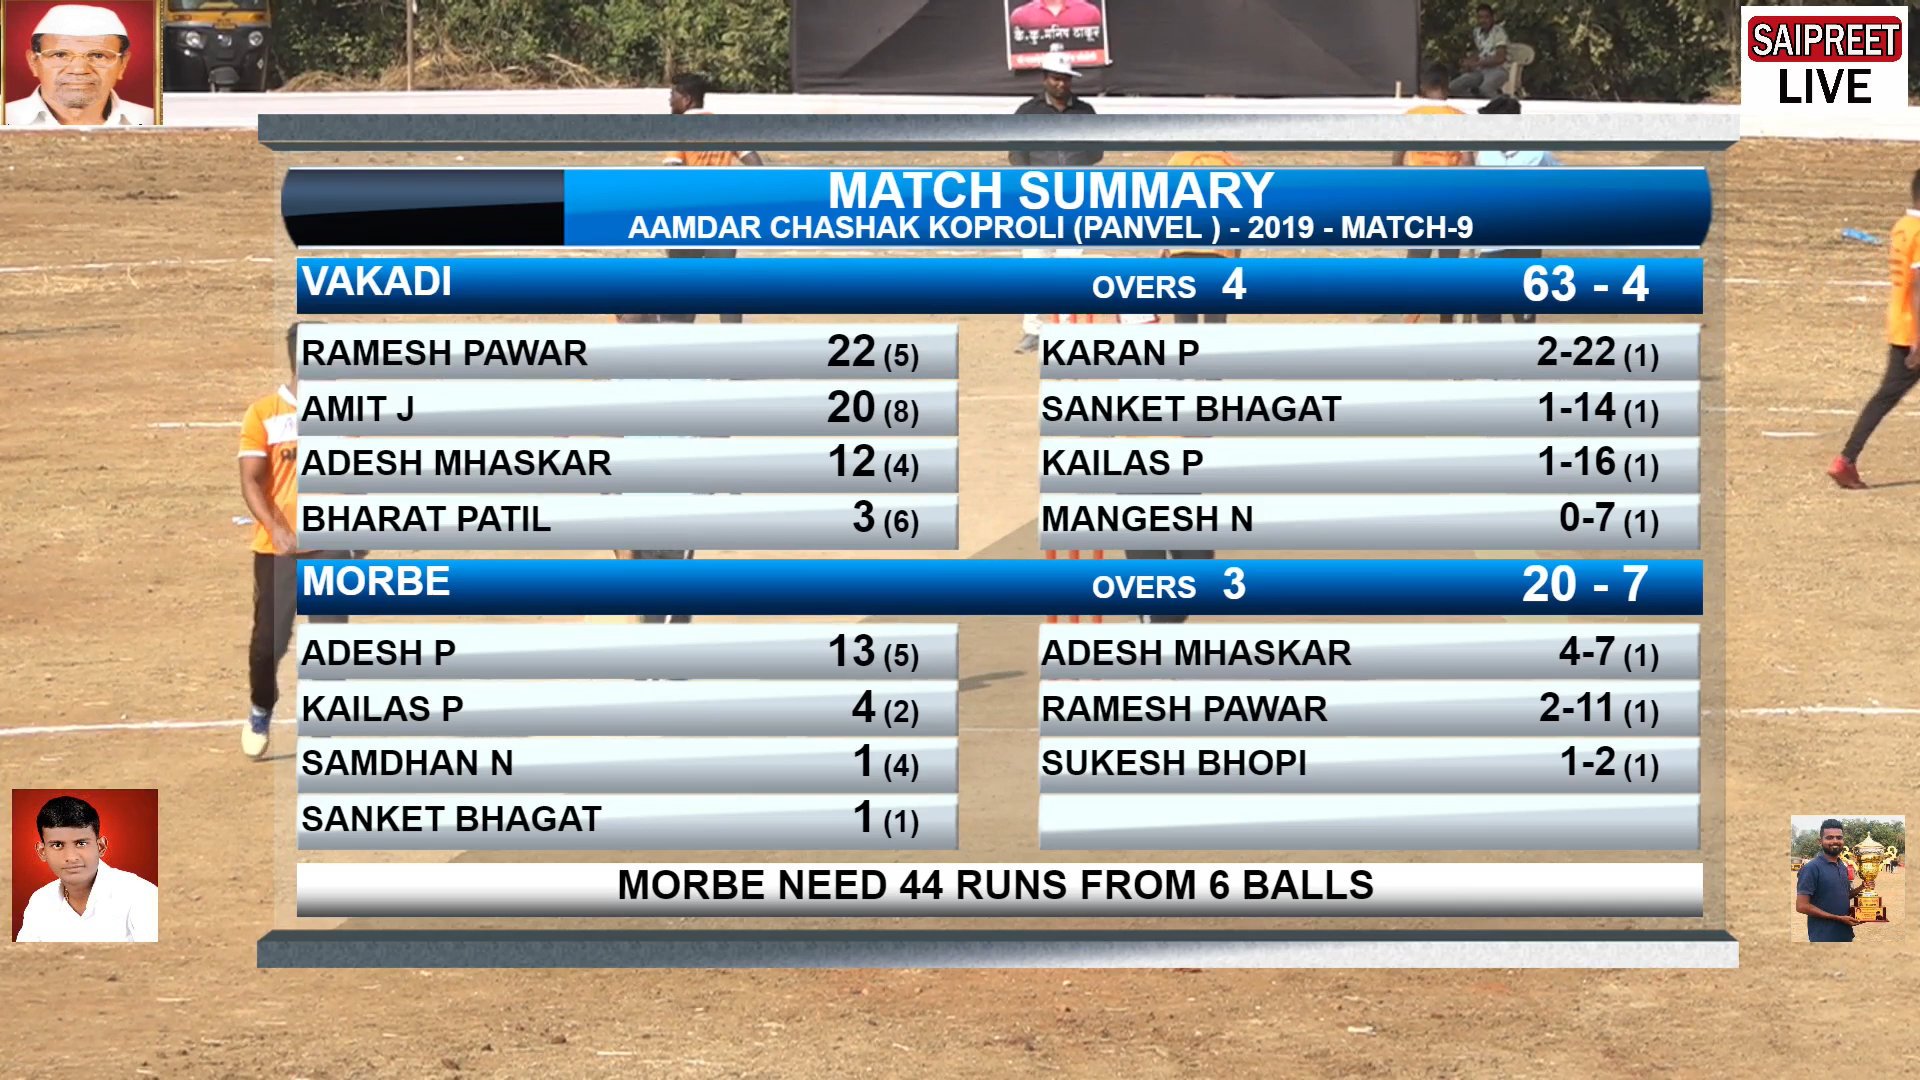 कै. कु. मनिष ठाकूर
SAIPREET
LIVE
MATCH SUMMARY
AAMDAR CHASHAK KOPROLI (PANVEL ) - 2019 - MATCH-9
VAKADI OVERS 4 63 - 4
RAMESH PAWAR 22 (5) KARAN P 2-22 (1)
AMIT J 20 (8) SANKET BHAGAT 1-14 (1)
ADESH MHASKAR 12 (4) KAILAS P 1-16 (1)
BHARAT PATIL 3 (6) MANGESH N 0-7 (1)
MORBE OVERS 3 20 - 7
ADESH P 13 (5) ADESH MHASKAR 4-7 (1)
KAILAS P 4 (2) RAMESH PAWAR 2-11 (1)
SAMDHAN N 1 (4) SUKESH BHOPI 1-2 (1)
SANKET BHAGAT 1 (1)
MORBE NEED 44 RUNS FROM 6 BALLS